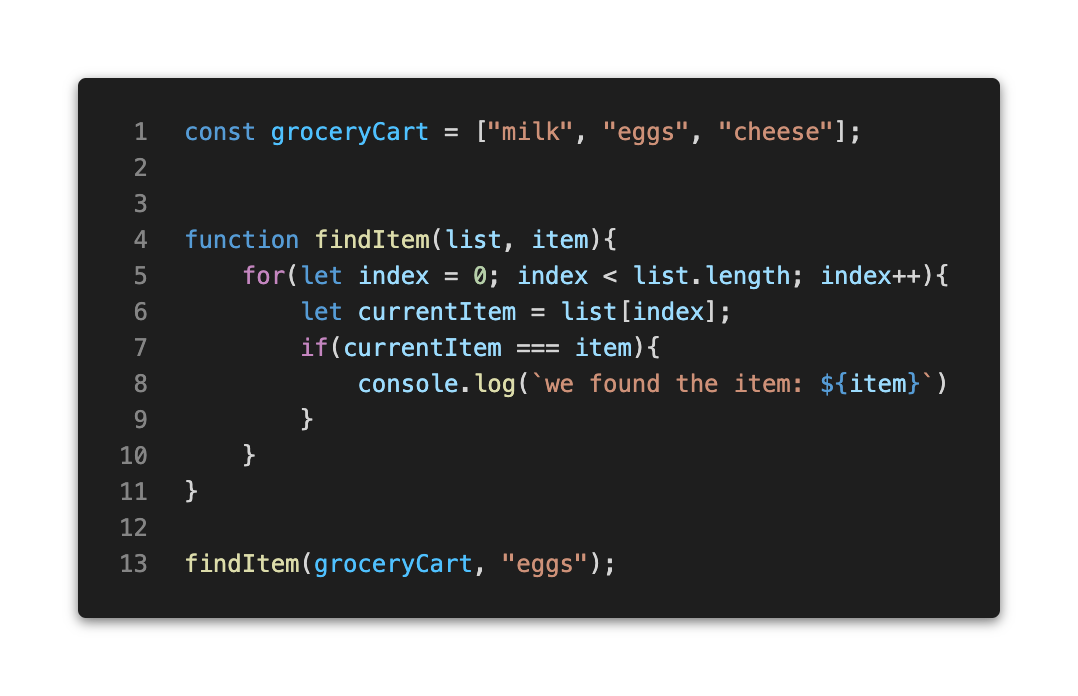 1 const groceryCart = ["milk", "eggs", "cheese"];
2
3
4 function findItem(list, item){
5     for(let index = 0; index < list.length; index++){
6         let currentItem = list[index];
7         if(currentItem === item){
8             console.log(`we found the item: ${item}`)
9         }
10     }
11 }
12
13 findItem(groceryCart, "eggs");